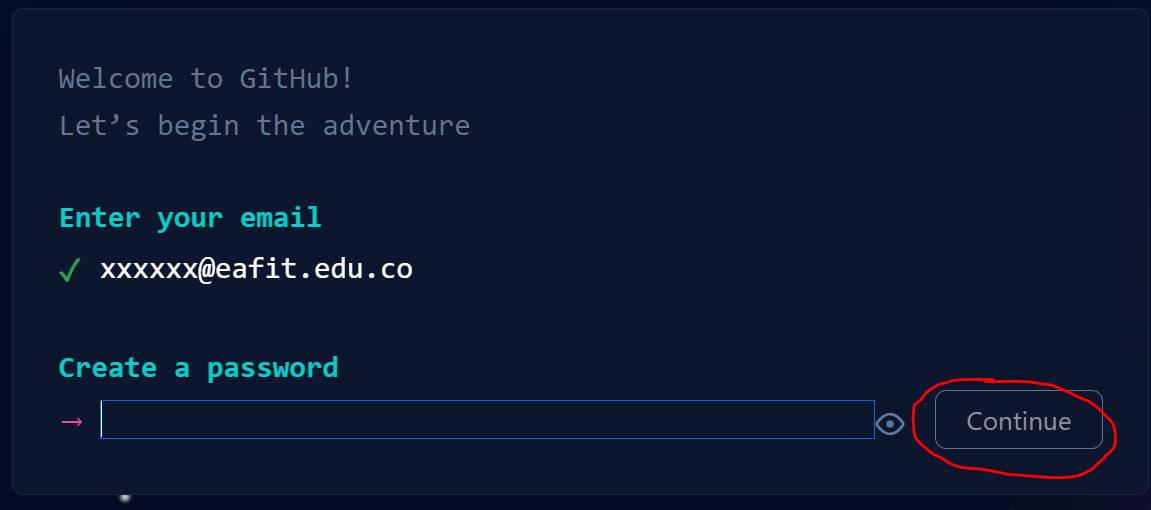 Welcome to GitHub!
Let’s begin the adventure
Enter your email
✓ xxxxxx@eafit.edu.co
Create a password
→
Continue